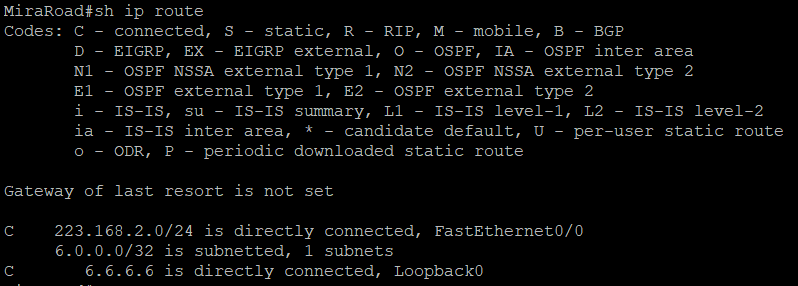 MiraRoad#sh ip route
Codes: C - connected, S - static, R - RIP, M - mobile, B - BGP
       D - EIGRP, EX - EIGRP external, O - OSPF, IA - OSPF inter area
       N1 - OSPF NSSA external type 1, N2 - OSPF NSSA external type 2
       E1 - OSPF external type 1, E2 - OSPF external type 2
       i - IS-IS, su - IS-IS summary, L1 - IS-IS level-1, L2 - IS-IS level-2
       ia - IS-IS inter area, * - candidate default, U - per-user static route
       o - ODR, P - periodic downloaded static route
Gateway of last resort is not set
C    223.168.2.0/24 is directly connected, FastEthernet0/0
     6.0.0.0/32 is subnetted, 1 subnets
C       6.6.6.6 is directly connected, Loopback0